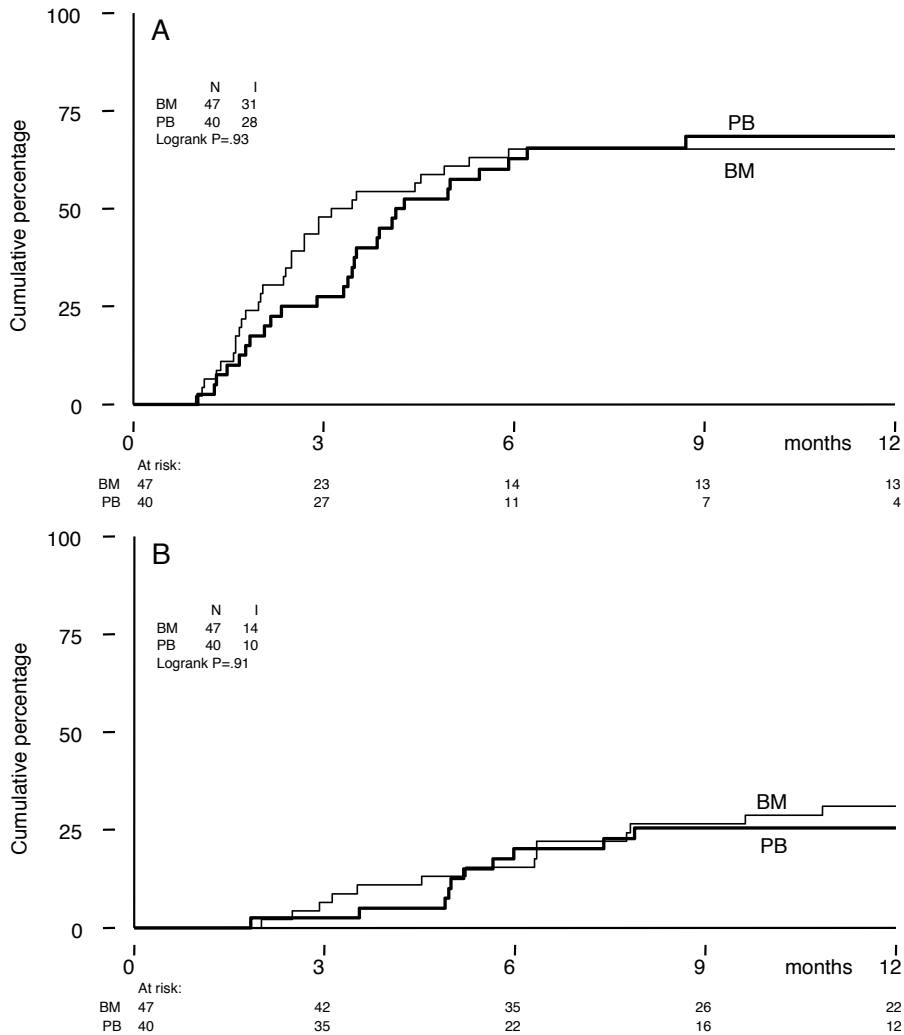 100
A
N I
BM 47 31
PB 40 28
Logrank P=.93
75
50
25
0
Cumulative percentage
PB
BM
0 3 6 9 months 12
At risk:
BM 47 23 14 13 13
PB 40 27 11 7 4
100
B
N I
BM 47 14
PB 40 10
Logrank P=.91
75
50
25
0
Cumulative percentage
BM
PB
0 3 6 9 months 12
At risk:
BM 47 42 35 26 22
PB 40 35 22 16 12